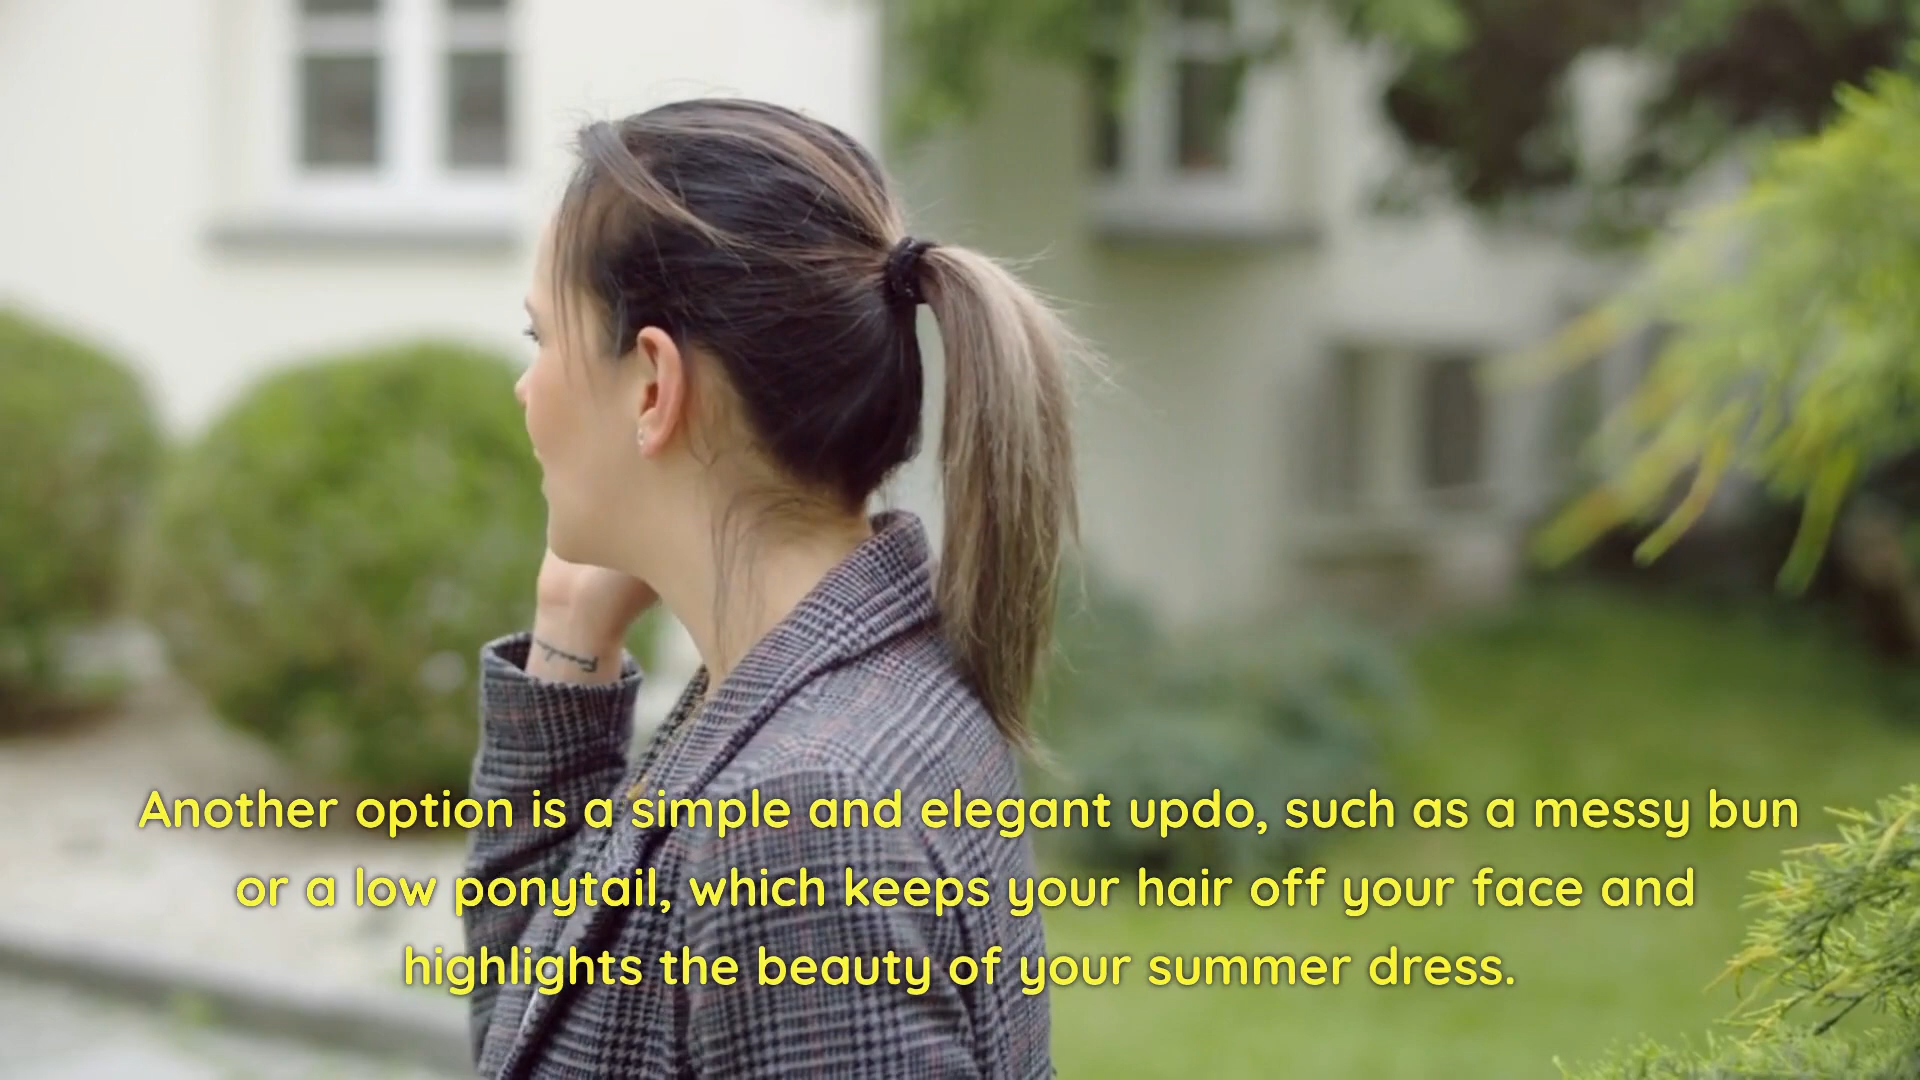 Another option is a simple and elegant updo, such as a messy bun
or a low ponytail, which keeps your hair off your face and
highlights the beauty of your summer dress.